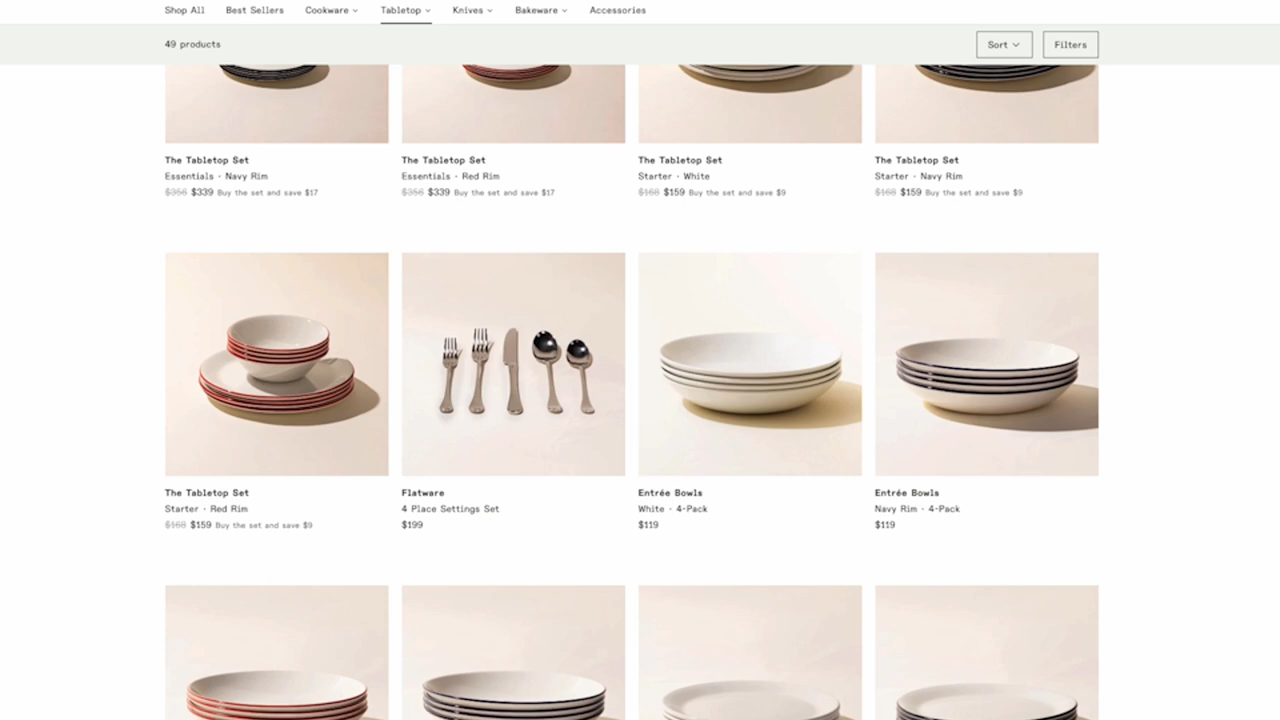 Shop All Best Sellers Cookware Tabletop Knives Bakeware Accessories
49 products
Sort Filters
The Tabletop Set
Essentials · Navy Rim
$356 $339 Buy the set and save $17
The Tabletop Set
Essentials · Red Rim
$356 $339 Buy the set and save $17
The Tabletop Set
Starter · White
$168 $159 Buy the set and save $9
The Tabletop Set
Starter · Navy Rim
$168 $159 Buy the set and save $9
The Tabletop Set
Starter · Red Rim
$168 $159 Buy the set and save $9
Flatware
4 Place Settings Set
$199
Entrée Bowls
White · 4-Pack
$119
Entrée Bowls
Navy Rim · 4-Pack
$119